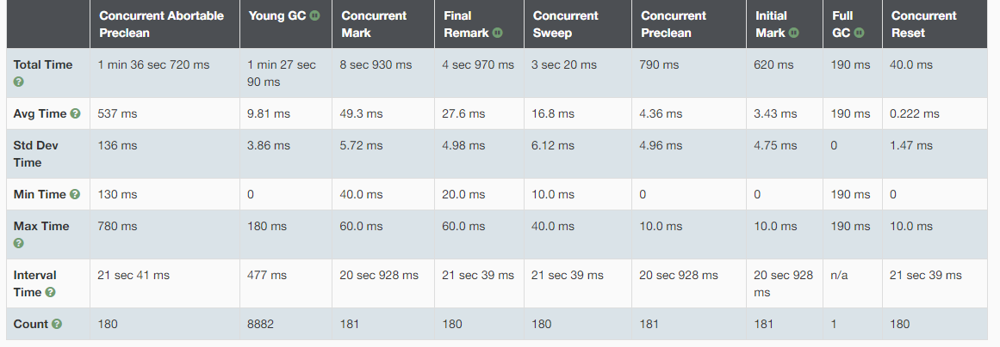 Concurrent Abortable Preclean Young GC Concurrent Mark Final Remark Concurrent Sweep Concurrent Preclean Initial Mark Full GC Concurrent Reset
Total Time 1 min 36 sec 720 ms 1 min 27 sec 90 ms 8 sec 930 ms 4 sec 970 ms 3 sec 20 ms 790 ms 620 ms 190 ms 40.0 ms
Avg Time 537 ms 9.81 ms 49.3 ms 27.6 ms 16.8 ms 4.36 ms 3.43 ms 190 ms 0.222 ms
Std Dev Time 136 ms 3.86 ms 5.72 ms 4.98 ms 6.12 ms 4.96 ms 4.75 ms 0 1.47 ms
Min Time 130 ms 0 40.0 ms 20.0 ms 10.0 ms 0 0 190 ms 0
Max Time 780 ms 180 ms 60.0 ms 60.0 ms 40.0 ms 10.0 ms 10.0 ms 190 ms 10.0 ms
Interval Time 21 sec 41 ms 477 ms 20 sec 928 ms 21 sec 39 ms 21 sec 39 ms 20 sec 928 ms 20 sec 928 ms n/a 21 sec 39 ms
Count 180 8882 181 180 180 181 181 1 180